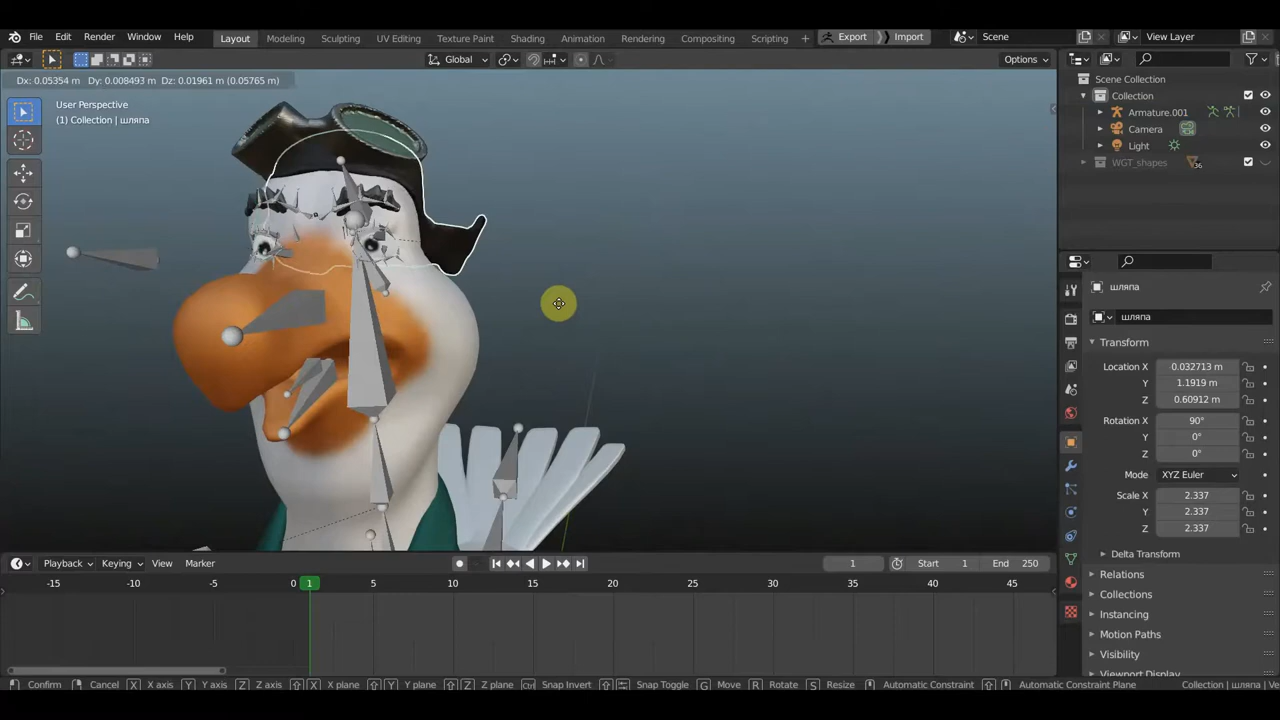 File Edit Render Window Help Layout Modeling Sculpting UV Editing Texture Paint Shading Animation Rendering Compositing Scripting + Export Import Scene View Layer
Global Options
Dx: 0.05354 m Dy: 0.008493 m Dz: 0.01961 m (0.05765 m)
User Perspective
(1) Collection | шляпа
Scene Collection
Collection
Armature.001
Camera
Light
WGT_shapes 36
шляпа
шляпа
Transform
Location X 0.032713 m
Y 1.1919 m
Z 0.60912 m
Rotation X 90°
Y 0°
Z 0°
Mode XYZ Euler
Scale X 2.337
Y 2.337
Z 2.337
Delta Transform
Relations
Collections
Instancing
Motion Paths
Visibility
Viewport Display
Playback Keying View Marker 1 Start 1 End 250
-15 -10 -5 0 1 5 10 15 20 25 30 35 40 45
Confirm Cancel X X axis Y Y axis Z Z axis X X plane Y Y plane Z Z plane Ctrl Snap Invert Snap Toggle G Move R Rotate S Resize Automatic Constraint Automatic Constraint Plane Collection | шляпа | Ve